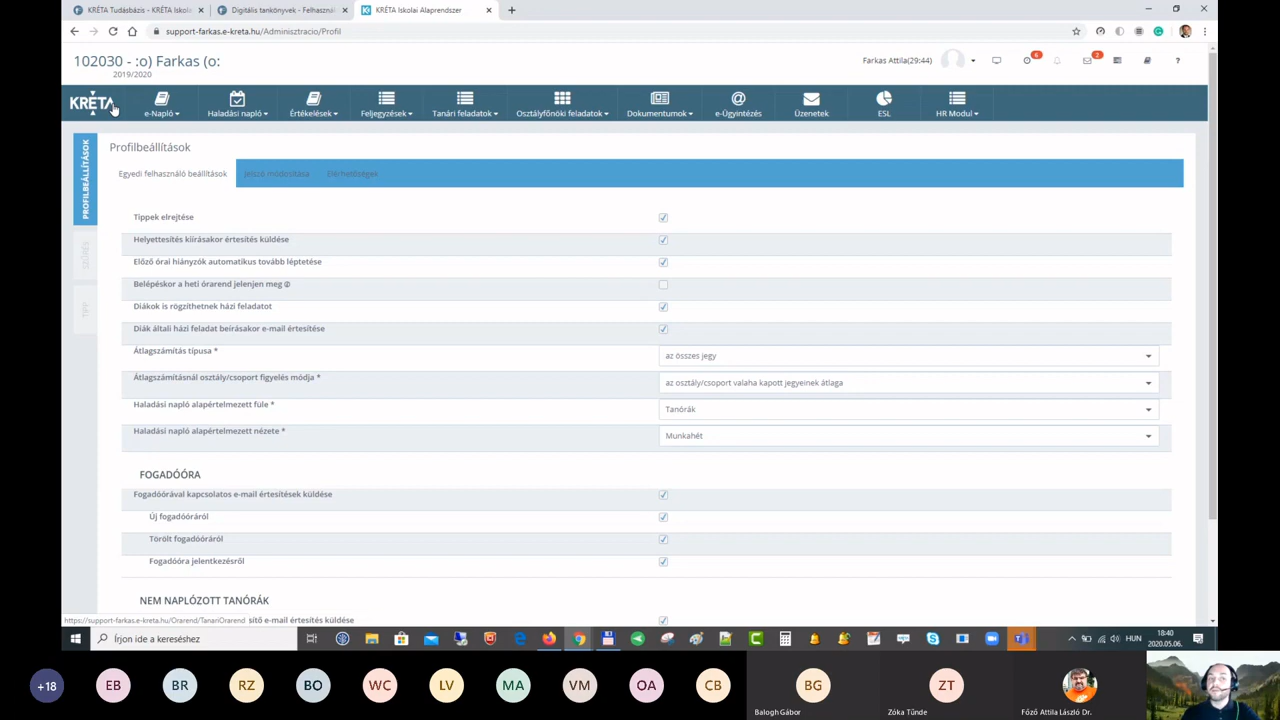 KRÉTA Tudásbázis - KRÉTA Iskola
Digitális tankönyvek - Felhaszná
KRÉTA Iskolai Alaprendszer
support-farkas.e-kreta.hu/Adminisztracio/Profil
102030 - :o) Farkas (o:
2019/2020
Farkas Attila(29:44)
6
2
?
KRÉTA
e-Napló
Haladási napló
Értékelések
Feljegyzések
Tanári feladatok
Osztályfőnöki feladatok
Dokumentumok
e-Ügyintézés
Üzenetek
ESL
HR Modul
PROFILBEÁLLÍTÁSOK
SZŰRÉS
TIPP
Profilbeállítások
Egyedi felhasználó beállítások
Jelszó módosítása
Elérhetőségek
Tippek elrejtése
Helyettesítés kiírásakor értesítés küldése
Előző órai hiányzók automatikus tovább léptetése
Belépéskor a heti órarend jelenjen meg
Diákok is rögzíthetnek házi feladatot
Diák általi házi feladat beírásakor e-mail értesítése
Átlagszámítás típusa *
az összes jegy
Átlagszámításnál osztály/csoport figyelés módja *
az osztály/csoport valaha kapott jegyeinek átlaga
Haladási napló alapértelmezett füle *
Tanórák
Haladási napló alapértelmezett nézete *
Munkahét
FOGADÓÓRA
Fogadóórával kapcsolatos e-mail értesítések küldése
Új fogadóóráról
Törölt fogadóóráról
Fogadóóra jelentkezésről
NEM NAPLÓZOTT TANÓRÁK
https://support-farkas.e-kreta.hu/Orarend/TanariOrarend sítő e-mail értesítés küldése
Írjon ide a kereséshez
HUN
18:40
2020.05.06.
+18
EB
BR
RZ
BO
WC
LV
MA
VM
OA
CB
BG
ZT
Balogh Gábor
Zóka Tünde
Főző Attila László Dr.